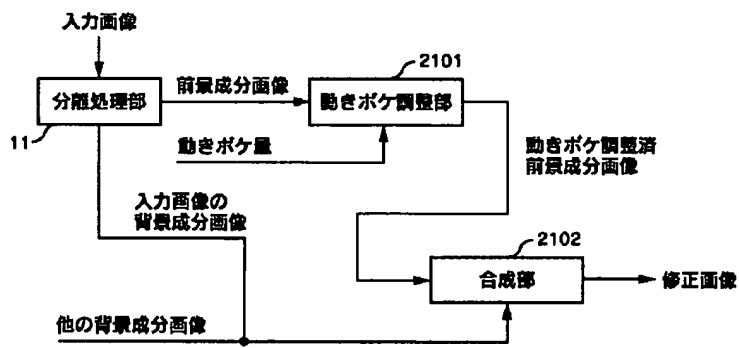 入力画像
2101
分離処理部
前景成分画像
動きボケ調整部
11
動きボケ量
動きボケ調整済
前景成分画像
入力画像の
背景成分画像
2102
合成部
修正画像
他の背景成分画像